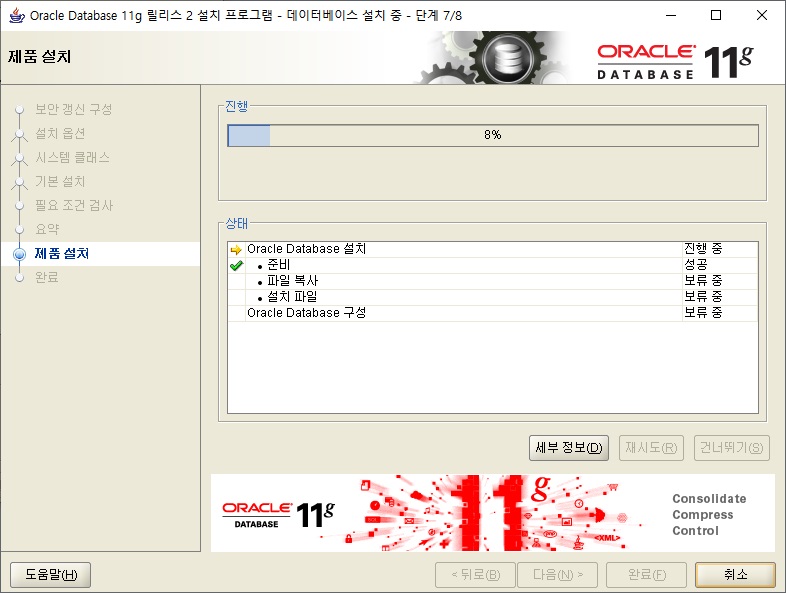 Oracle Database 11g 릴리스 2 설치 프로그램 - 데이터베이스 설치 중 - 단계 7/8
제품 설치
ORACLE
DATABASE 11g
보안 갱신 구성
설치 옵션
시스템 클래스
기본 설치
필요 조건 검사
요약
제품 설치
완료
진행
8%
상태
Oracle Database 설치 진행 중
• 준비 성공
• 파일 복사 보류 중
• 설치 파일 보류 중
Oracle Database 구성 보류 중
세부 정보(D) 재시도(R) 건너뛰기(S)
ORACLE
DATABASE 11g
11g
<XML>
Consolidate
Compress
Control
도움말(H) < 뒤로(B) 다음(N) > 완료(F) 취소